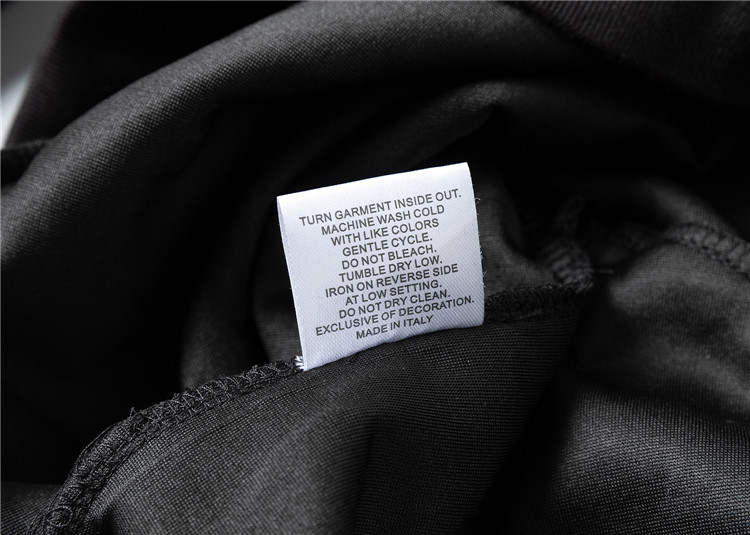 TURN GARMENT INSIDE OUT.
MACHINE WASH COLD
WITH LIKE COLORS
GENTLE CYCLE.
DO NOT BLEACH.
TUMBLE DRY LOW.
IRON ON REVERSE SIDE
AT LOW SETTING.
DO NOT DRY CLEAN.
EXCLUSIVE OF DECORATION.
MADE IN ITALY